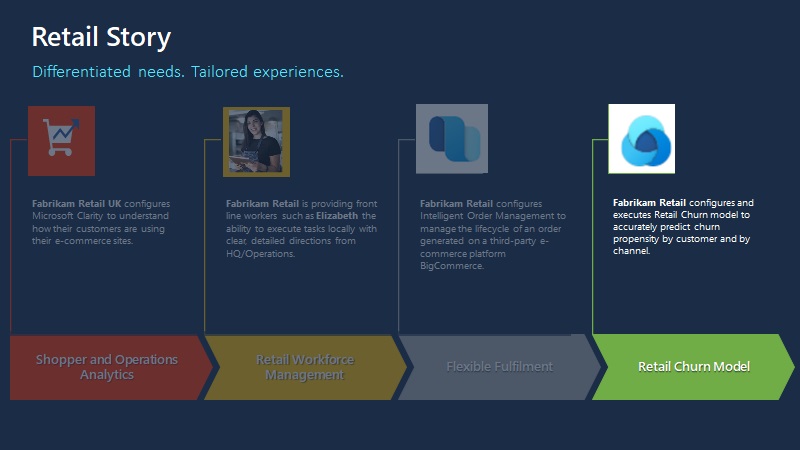 Retail Story
Differentiated needs. Tailored experiences.
Fabrikam Retail UK configures
Microsoft Clarity to understand
how their customers are using
their e-commerce sites.
Fabrikam Retail is providing front
line workers such as Elizabeth the
ability to execute tasks locally with
clear, detailed directions from
HQ/Operations.
Fabrikam Retail configures
Intelligent Order Management to
manage the lifecycle of an order
generated on a third-party e-
commerce platform
BigCommerce.
Fabrikam Retail configures and
executes Retail Churn model to
accurately predict churn
propensity by customer and by
channel.
Shopper and Operations
Analytics
Retail Workforce
Management
Flexible Fulfilment
Retail Churn Model